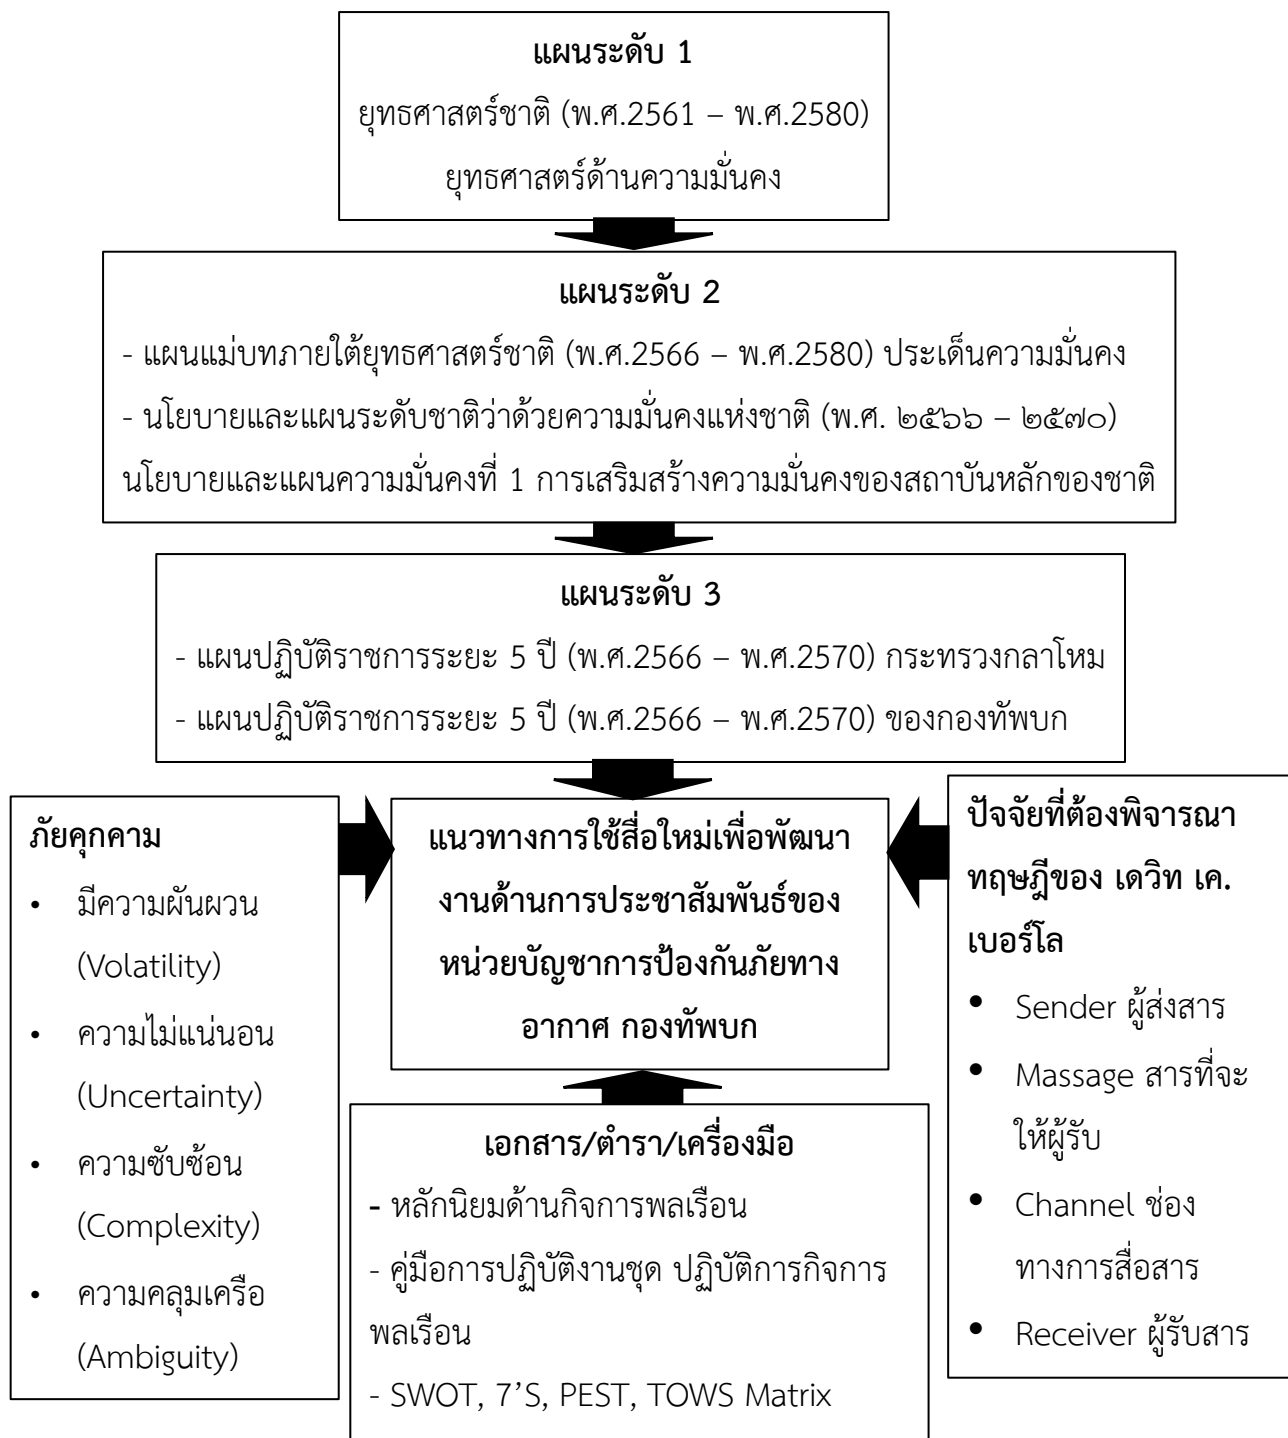 แผนระดับ 1
ยุทธศาสตร์ชาติ (พ.ศ.2561 – พ.ศ.2580)
ยุทธศาสตร์ด้านความมั่นคง
แผนระดับ 2
- แผนแม่บทภายใต้ยุทธศาสตร์ชาติ (พ.ศ.2566 – พ.ศ.2580) ประเด็นความมั่นคง
- นโยบายและแผนระดับชาติว่าด้วยความมั่นคงแห่งชาติ (พ.ศ. ๒๕๖๖ – ๒๕๗๐)
นโยบายและแผนความมั่นคงที่ 1 การเสริมสร้างความมั่นคงของสถาบันหลักของชาติ
แผนระดับ 3
- แผนปฏิบัติราชการระยะ 5 ปี (พ.ศ.2566 – พ.ศ.2570) กระทรวงกลาโหม
- แผนปฏิบัติราชการระยะ 5 ปี (พ.ศ.2566 – พ.ศ.2570) ของกองทัพบก
ภัยคุกคาม
• มีความผันผวน
(Volatility)
• ความไม่แน่นอน
(Uncertainty)
• ความซับซ้อน
(Complexity)
• ความคลุมเครือ
(Ambiguity)
แนวทางการใช้สื่อใหม่เพื่อพัฒนา
งานด้านการประชาสัมพันธ์ของ
หน่วยบัญชาการป้องกันภัยทาง
อากาศ กองทัพบก
ปัจจัยที่ต้องพิจารณา
ทฤษฎีของ เดวิท เค.
เบอร์โล
• Sender ผู้ส่งสาร
• Massage สารที่จะ
ให้ผู้รับ
• Channel ช่อง
ทางการสื่อสาร
• Receiver ผู้รับสาร
เอกสาร/ตำรา/เครื่องมือ
- หลักนิยมด้านกิจการพลเรือน
- คู่มือการปฏิบัติงานชุด ปฏิบัติการกิจการ
พลเรือน
- SWOT, 7’S, PEST, TOWS Matrix